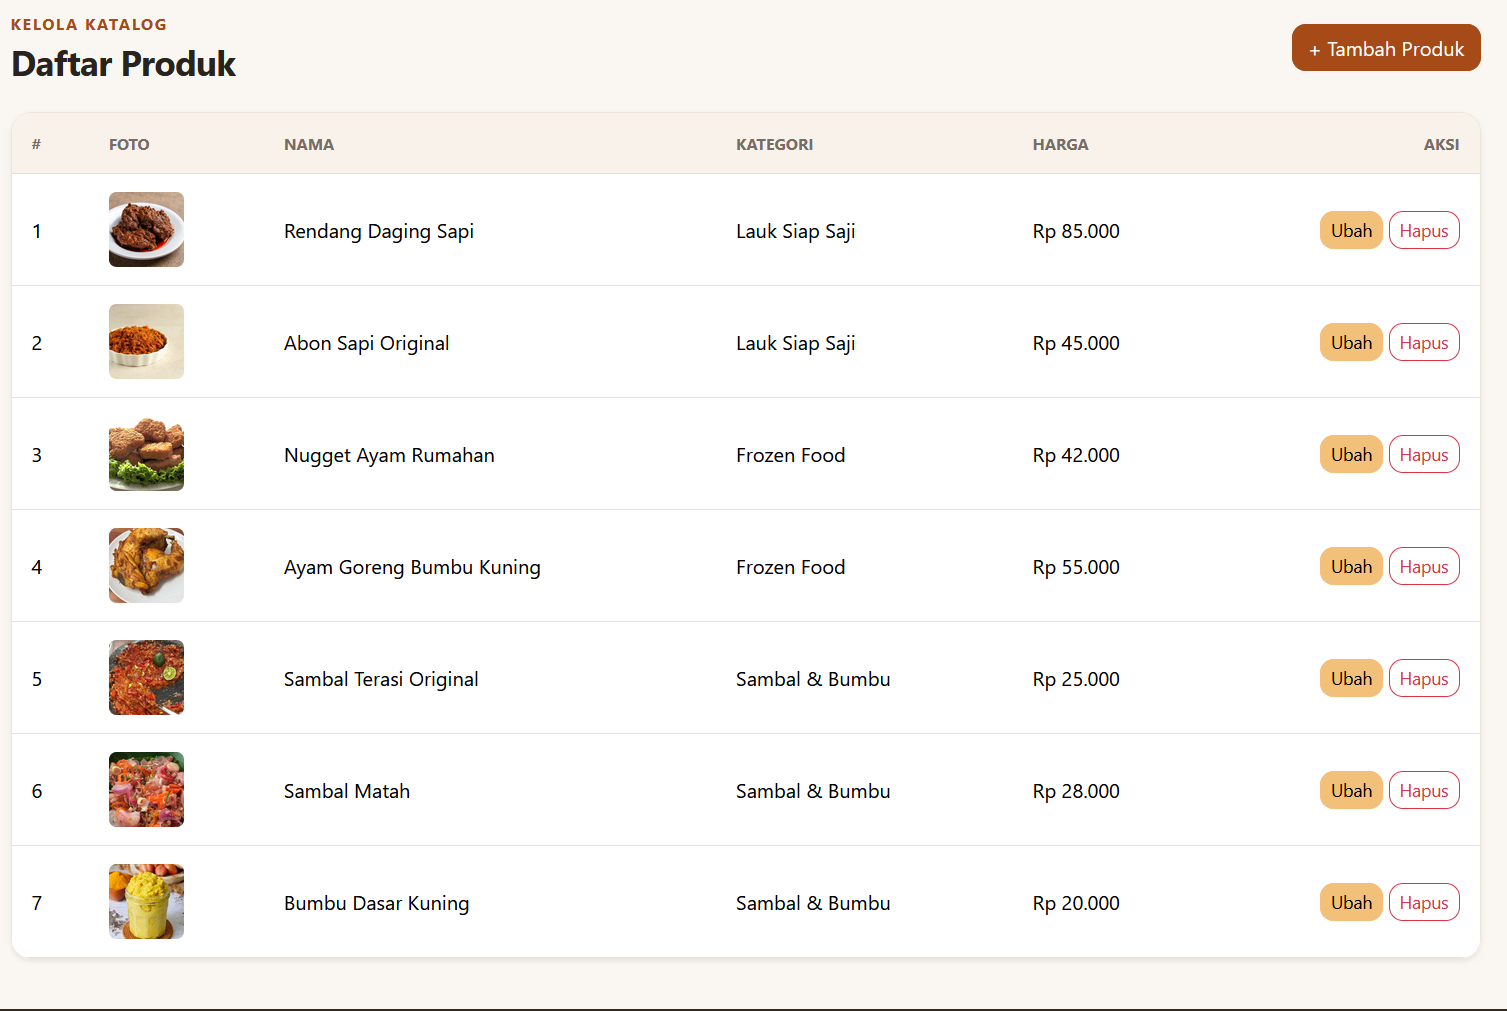 KELOLA KATALOG
Daftar Produk
+ Tambah Produk
# FOTO NAMA KATEGORI HARGA AKSI
1 Rendang Daging Sapi Lauk Siap Saji Rp 85.000 Ubah Hapus
2 Abon Sapi Original Lauk Siap Saji Rp 45.000 Ubah Hapus
3 Nugget Ayam Rumahan Frozen Food Rp 42.000 Ubah Hapus
4 Ayam Goreng Bumbu Kuning Frozen Food Rp 55.000 Ubah Hapus
5 Sambal Terasi Original Sambal & Bumbu Rp 25.000 Ubah Hapus
6 Sambal Matah Sambal & Bumbu Rp 28.000 Ubah Hapus
7 Bumbu Dasar Kuning Sambal & Bumbu Rp 20.000 Ubah Hapus